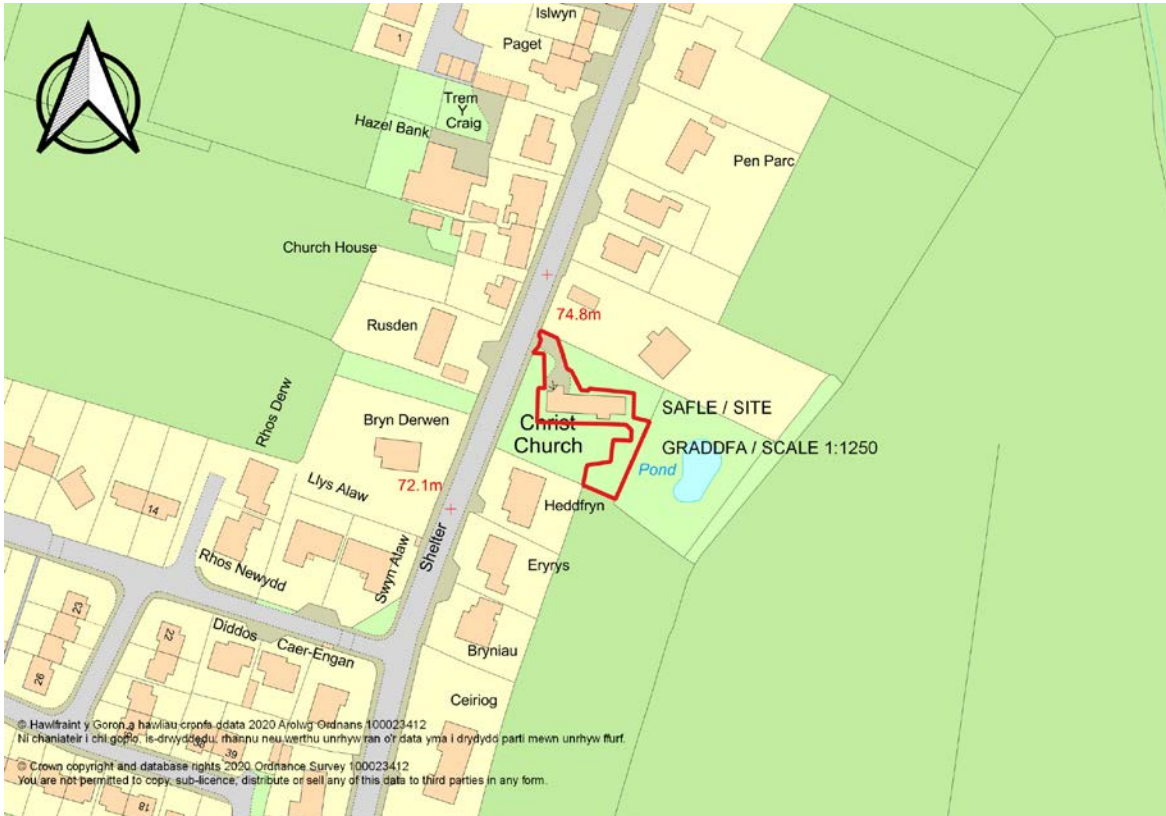 Islwyn
1
Paget
Trem
Y
Craig
Hazel Bank
Pen Parc
Church House
74.8m
Rusden
SAFLE / SITE
Rhos Derw
Bryn Derwen
Christ
Church
GRADDFA / SCALE 1:1250
Pond
Llys Alaw
72.1m
14
Heddfryn
Shelter
Swyn Alaw
Eryrys
Rhos Newydd
23
22
Diddos
Caer-Engan
Bryniau
26
Ceiriog
© Hawlfraint y Goron a hawliau cronfa ddata 2020 Arolwg Ordnans 100023412
Ni chaniateir i chi gopïo, is-drwyddedu, rhannu neu werthu unrhyw ran o'r data yma i drydydd parti mewn unrhyw ffurf.
38
39
© Crown copyright and database rights 2020 Ordnance Survey 100023412
You are not permitted to copy, sub-licence, distribute or sell any of this data to third parties in any form.
18